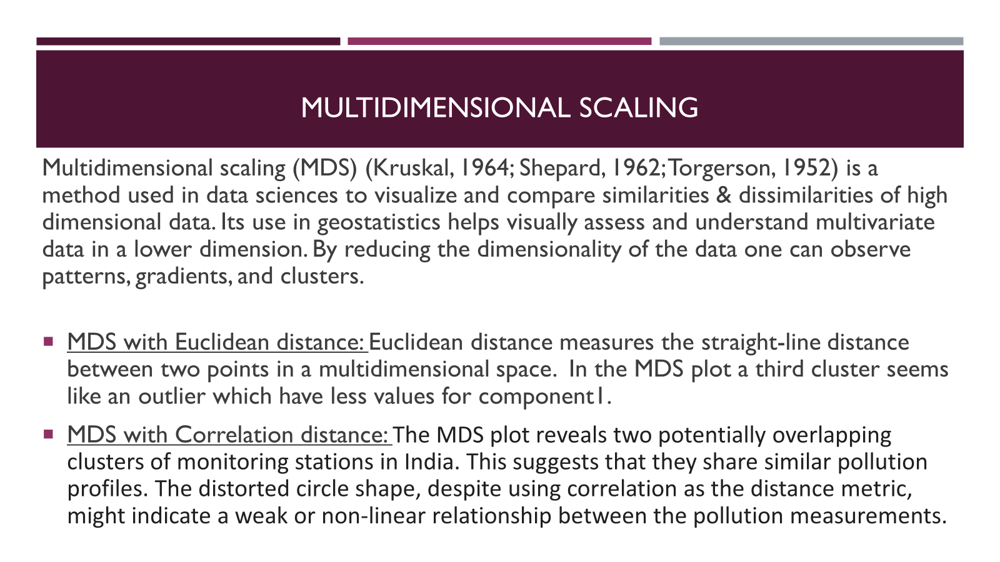 MULTIDIMENSIONAL SCALING
Multidimensional scaling (MDS) (Kruskal, 1964; Shepard, 1962; Torgerson, 1952) is a
method used in data sciences to visualize and compare similarities & dissimilarities of high
dimensional data. Its use in geostatistics helps visually assess and understand multivariate
data in a lower dimension. By reducing the dimensionality of the data one can observe
patterns, gradients, and clusters.
MDS with Euclidean distance: Euclidean distance measures the straight-line distance
between two points in a multidimensional space.  In the MDS plot a third cluster seems
like an outlier which have less values for component1.
MDS with Correlation distance: The MDS plot reveals two potentially overlapping
clusters of monitoring stations in India. This suggests that they share similar pollution
profiles. The distorted circle shape, despite using correlation as the distance metric,
might indicate a weak or non-linear relationship between the pollution measurements.